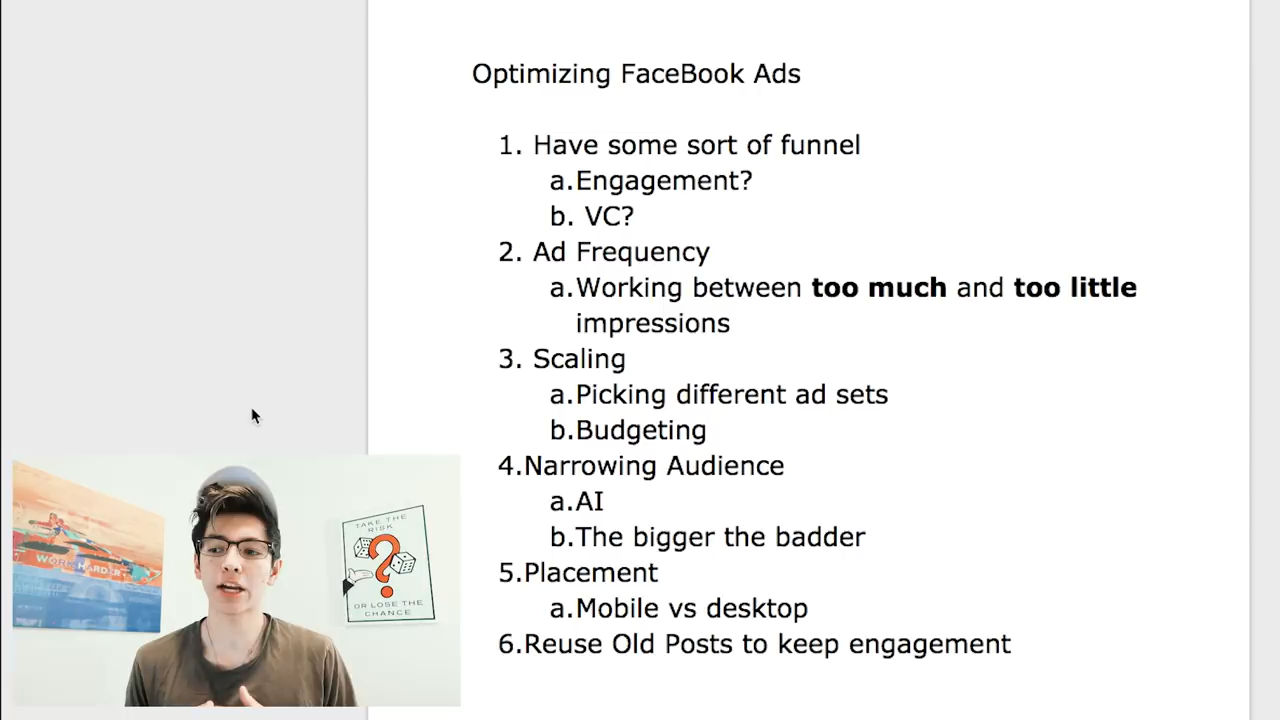 Optimizing FaceBook Ads
1. Have some sort of funnel
a.Engagement?
b. VC?
2. Ad Frequency
a.Working between too much and too little
impressions
3. Scaling
a.Picking different ad sets
b.Budgeting
4.Narrowing Audience
a.AI
b.The bigger the badder
5.Placement
a.Mobile vs desktop
6.Reuse Old Posts to keep engagement
WORK HARDER
TAKE THE
RISK
OR LOSE THE
CHANCE